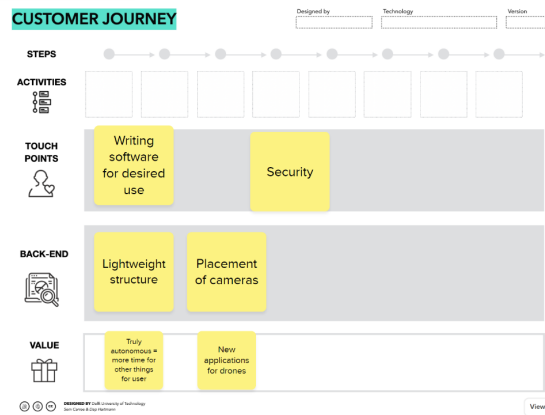 CUSTOMER JOURNEY
Designed by
Technology
Version
STEPS
ACTIVITIES
TOUCH
POINTS
Writing
software
for desired
use
Security
BACK-END
Lightweight
structure
Placement
of cameras
VALUE
Truly
autonomous =
more time for
other things
for user
New
applications
for drones
DESIGNED BY Delft University of Technology
View